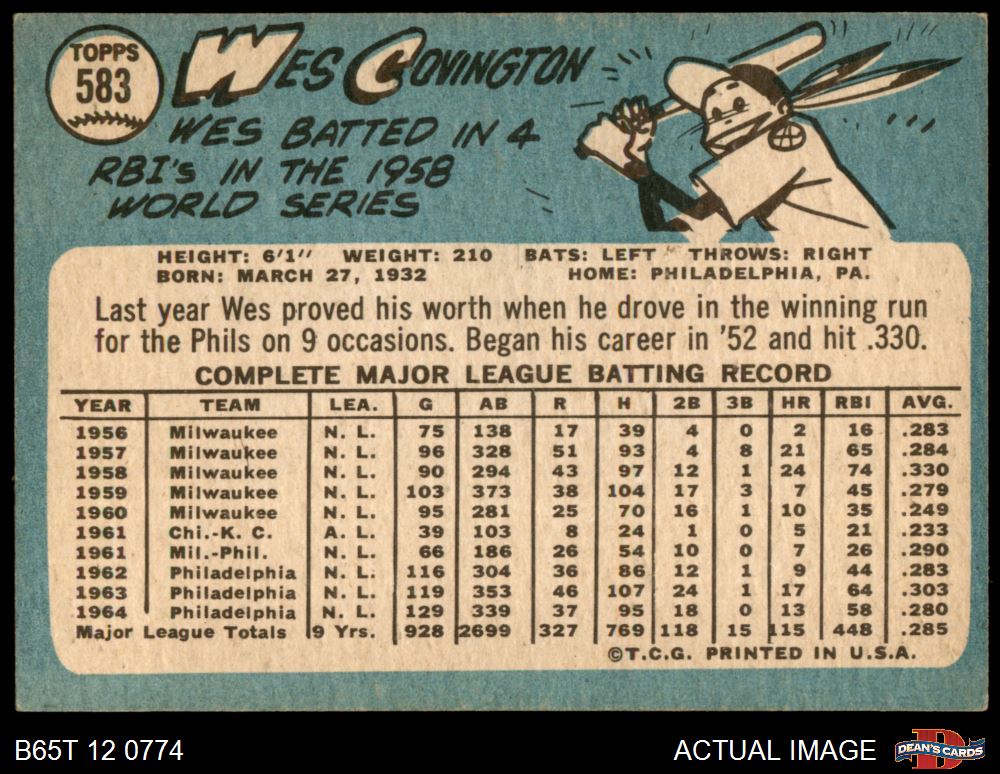 TOPPS
583
WES COVINGTON
WES BATTED IN 4
RBI's IN THE 1958
WORLD SERIES
HEIGHT: 6'1" WEIGHT: 210 BATS: LEFT THROWS: RIGHT
BORN: MARCH 27, 1932 HOME: PHILADELPHIA, PA.
Last year Wes proved his worth when he drove in the winning run
for the Phils on 9 occasions. Began his career in '52 and hit .330.
COMPLETE MAJOR LEAGUE BATTING RECORD
YEAR TEAM LEA. G AB R H 2B 3B HR RBI AVG.
1956 Milwaukee N. L. 75 138 17 39 4 0 2 16 .283
1957 Milwaukee N. L. 96 328 51 93 4 8 21 65 .284
1958 Milwaukee N. L. 90 294 43 97 12 1 24 74 .330
1959 Milwaukee N. L. 103 373 38 104 17 3 7 45 .279
1960 Milwaukee N. L. 95 281 25 70 16 1 10 35 .249
1961 Chi.-K. C. A. L. 39 103 8 24 1 0 5 21 .233
1961 Mil.-Phil. N. L. 66 186 26 54 10 0 7 26 .290
1962 Philadelphia N. L. 116 304 36 86 12 1 9 44 .283
1963 Philadelphia N. L. 119 353 46 107 24 1 17 64 .303
1964 Philadelphia N. L. 129 339 37 95 18 0 13 58 .280
Major League Totals 9 Yrs. 928 2699 327 769 118 15 115 448 .285
©T.C.G. PRINTED IN U.S.A.
B65T 12 0774 ACTUAL IMAGE
DEAN'S CARDS